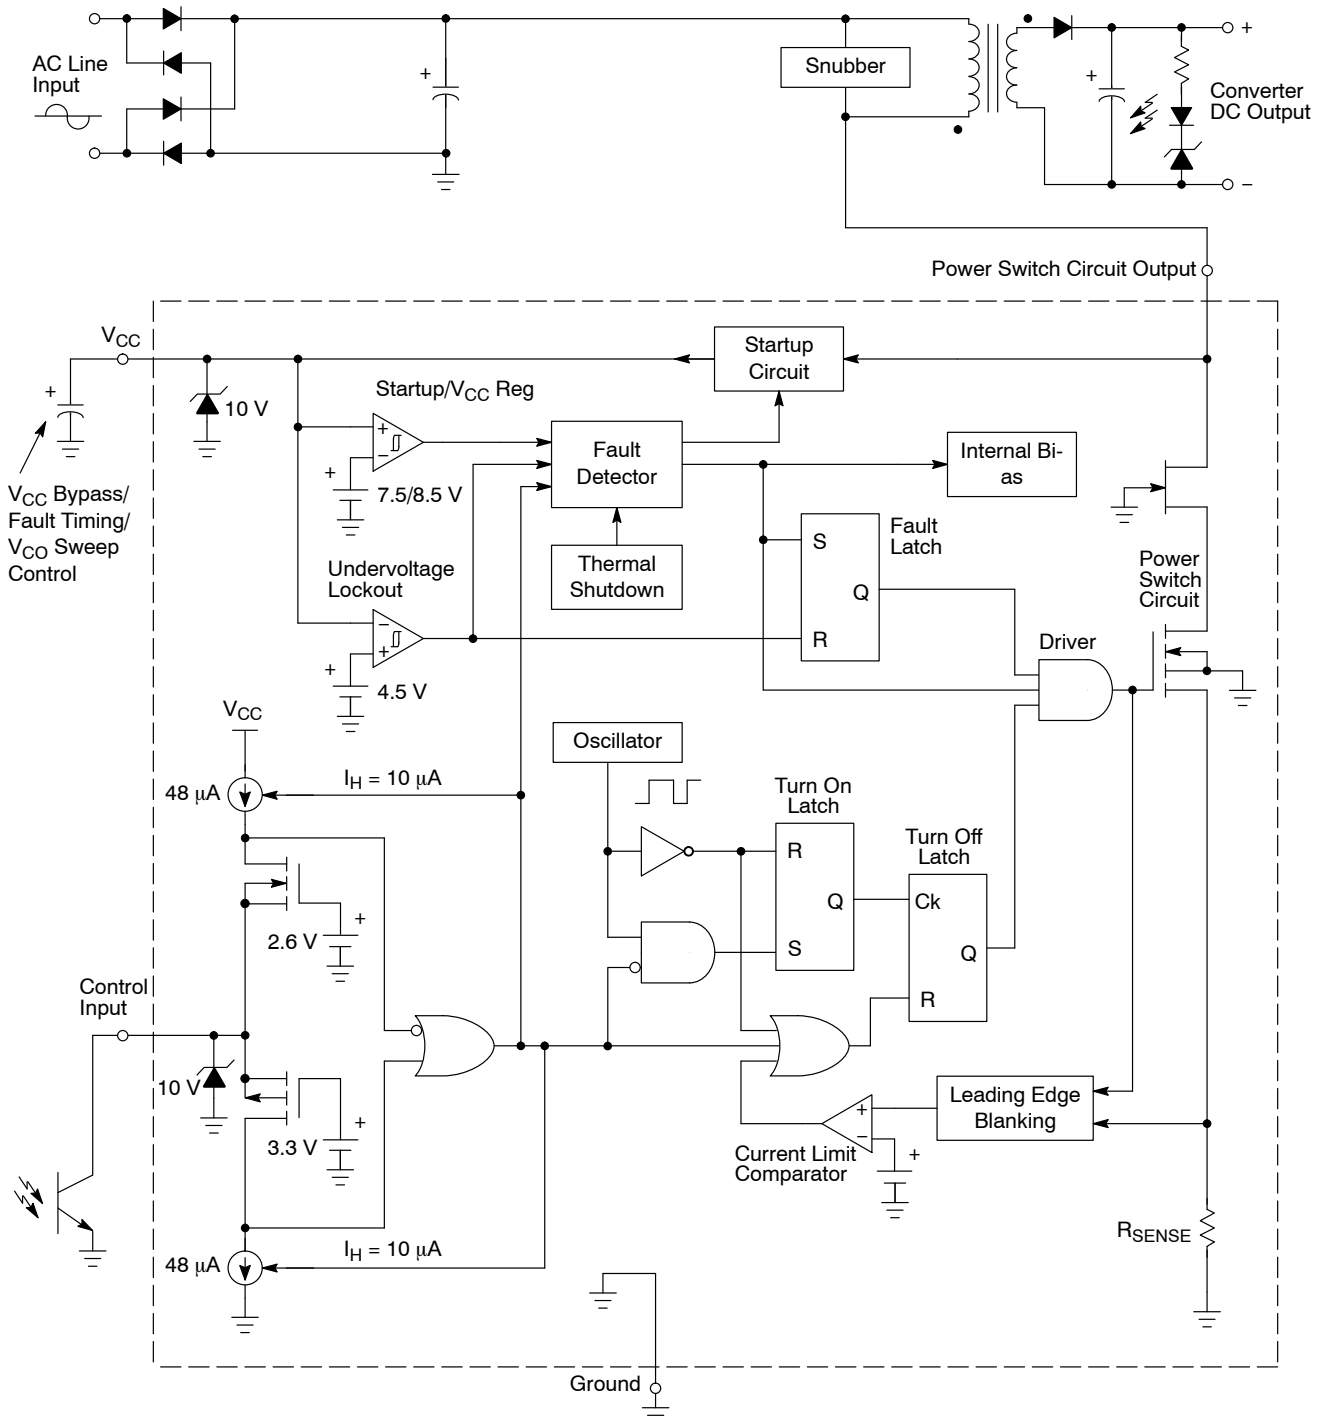 AC Line
Input
+
Snubber
+
+
Converter
DC Output
−
Power Switch Circuit Output
VCC
+
10 V
Startup
Circuit
Startup/VCC Reg
+
−
+
7.5/8.5 V
Fault
Detector
Internal Bi-
as
VCC Bypass/
Fault Timing/
VCO Sweep
Control
Thermal
Shutdown
Fault
Latch
S
Q
R
Power
Switch
Circuit
Undervoltage
Lockout
−
+
+
4.5 V
Driver
VCC
48 µA
IH = 10 µA
Oscillator
Turn On
Latch
R
Q
S
Turn Off
Latch
Ck
Q
R
+
2.6 V
Control
Input
10 V
+
3.3 V
Leading Edge
Blanking
+
−
+
Current Limit
Comparator
RSENSE
48 µA
IH = 10 µA
Ground